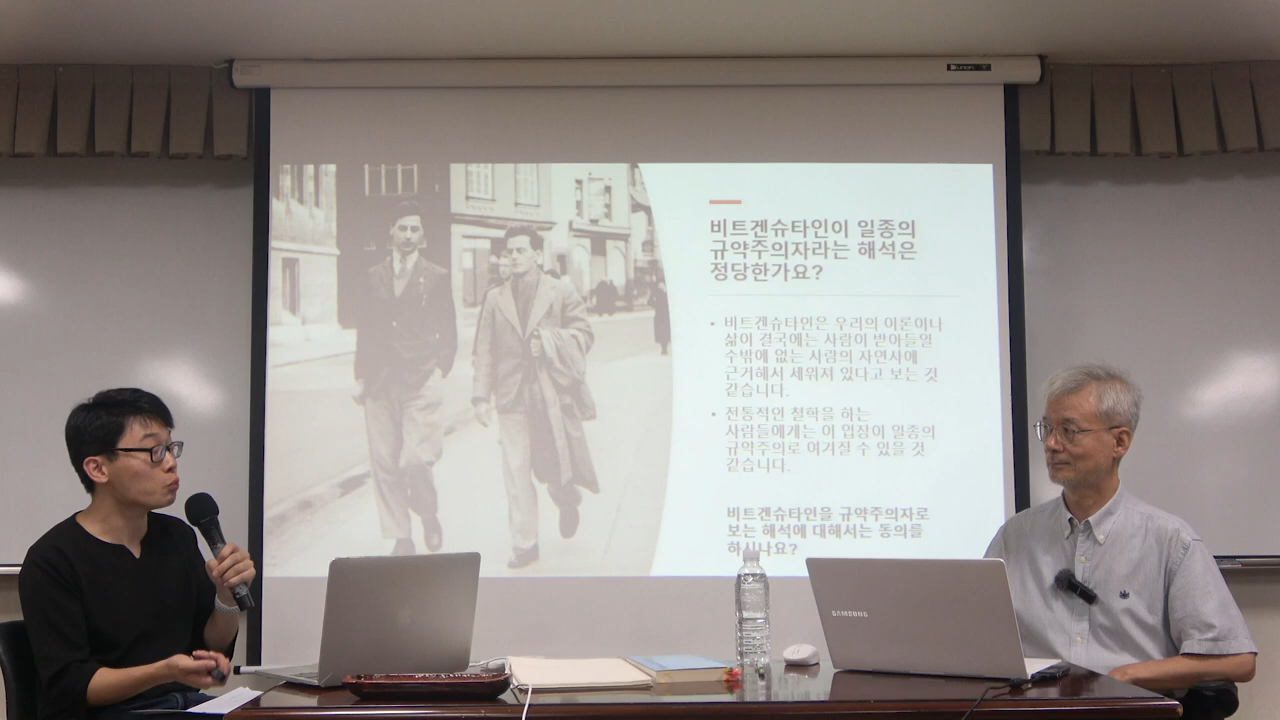 비트겐슈타인이 일종의
규약주의자라는 해석은
정당한가요?
• 비트겐슈타인은 우리의 이론이나
삶이 결국에는 사람이 받아들일
수밖에 없는 사람의 자연사에
근거해서 세워져 있다고 보는 것
같습니다.
• 전통적인 철학을 하는
사람들에게는 이 입장이 일종의
규약주의로 여겨질 수 있을 것
같습니다.
비트겐슈타인을 규약주의자로
보는 해석에 대해서는 동의를
하시나요?
SAMSUNG